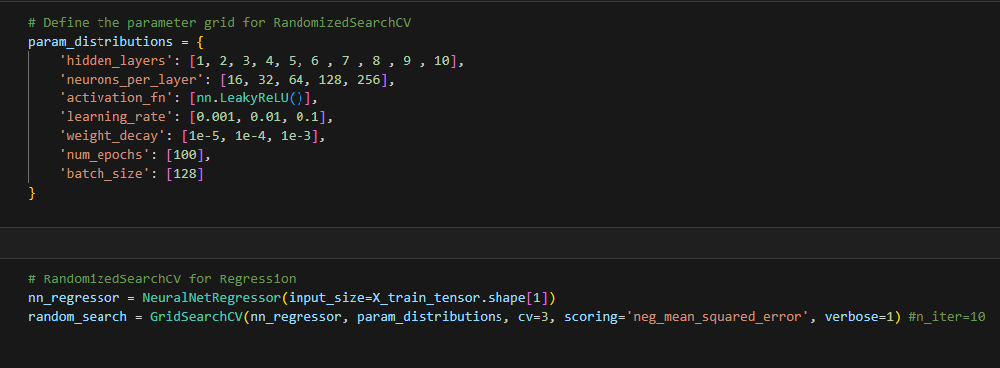 # Define the parameter grid for RandomizedSearchCV
param_distributions = {
    'hidden_layers': [1, 2, 3, 4, 5, 6 , 7 , 8 , 9 , 10],
    'neurons_per_layer': [16, 32, 64, 128, 256],
    'activation_fn': [nn.LeakyReLU()],
    'learning_rate': [0.001, 0.01, 0.1],
    'weight_decay': [1e-5, 1e-4, 1e-3],
    'num_epochs': [100],
    'batch_size': [128]
}
# RandomizedSearchCV for Regression
nn_regressor = NeuralNetRegressor(input_size=X_train_tensor.shape[1])
random_search = GridSearchCV(nn_regressor, param_distributions, cv=3, scoring='neg_mean_squared_error', verbose=1) #n_iter=10